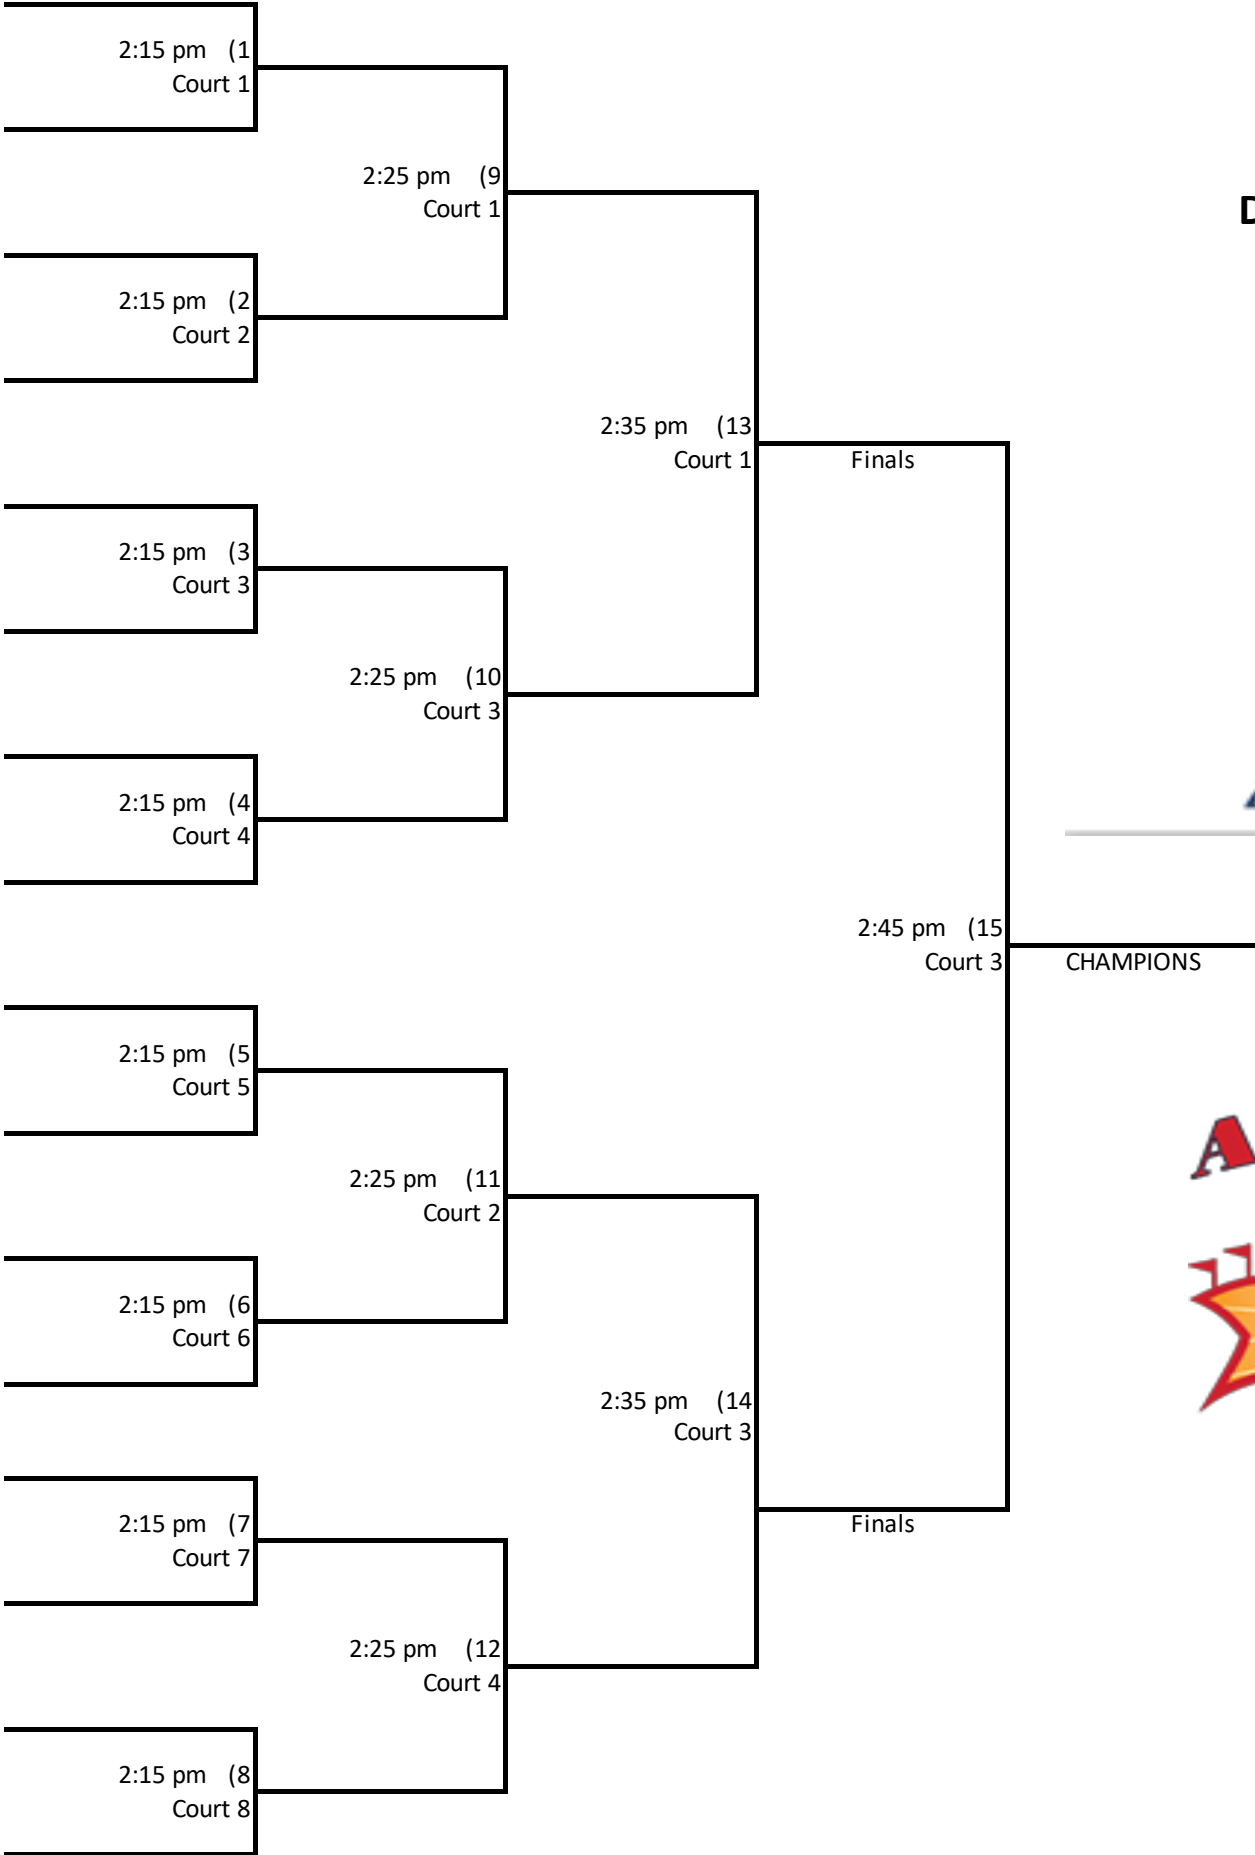 2:15 pm (1
Court 1
2:25 pm (9
Court 1
D
2:15 pm (2
Court 2
2:35 pm (13
Court 1
Finals
2:15 pm (3
Court 3
2:25 pm (10
Court 3
2:15 pm (4
Court 4
2:45 pm (15
Court 3
CHAMPIONS
2:15 pm (5
Court 5
A
2:25 pm (11
Court 2
2:15 pm (6
Court 6
2:35 pm (14
Court 3
2:15 pm (7
Court 7
Finals
2:25 pm (12
Court 4
2:15 pm (8
Court 8